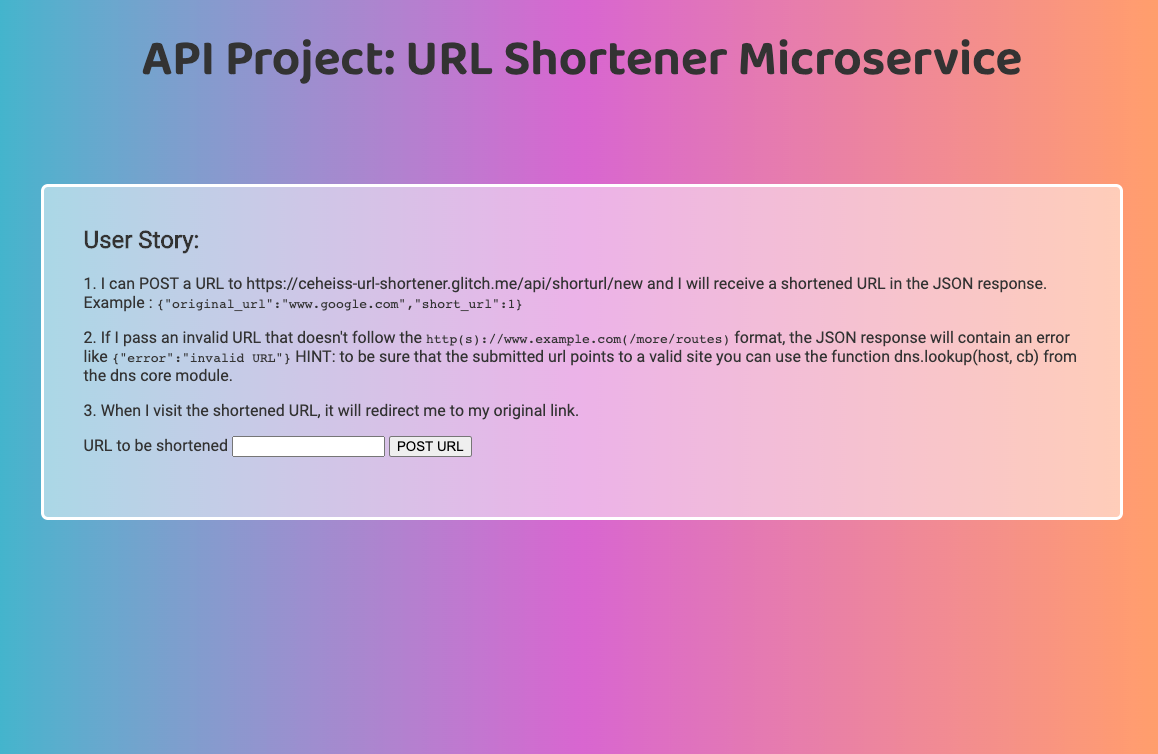 API Project: URL Shortener Microservice
User Story:
1. I can POST a URL to https://ceheiss-url-shortener.glitch.me/api/shorturl/new and I will receive a shortened URL in the JSON response.
Example : {"original_url":"www.google.com","short_url":1}
2. If I pass an invalid URL that doesn't follow the http(s)://www.example.com(/more/routes) format, the JSON response will contain an error
like {"error":"invalid URL"} HINT: to be sure that the submitted url points to a valid site you can use the function dns.lookup(host, cb) from
the dns core module.
3. When I visit the shortened URL, it will redirect me to my original link.
URL to be shortened POST URL